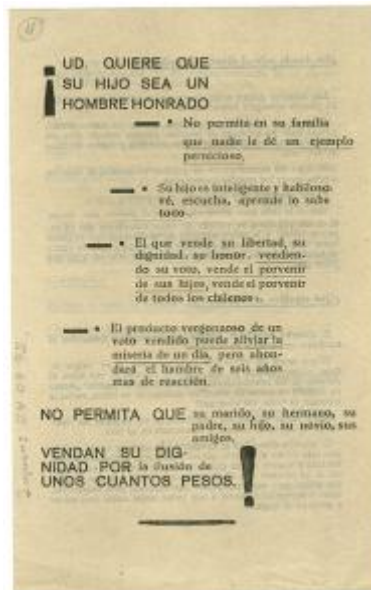 ¡UD. QUIERE QUE
SU HIJO SEA UN
HOMBRE HONRADO
— • No permita en su familia
que nadie le dé un ejemplo
pernicioso.
— • Su hijo es inteligente y habiloso
vé, escucha, aprende lo sabe
todo.
— • El que vende su libertad, su
dignidad, su honor, vendien-
do su voto, vende el porvenir
de sus hijos, vende el porvenir
de todos los chilenos.
— • El producto vergonzoso de un
voto vendido puede aliviar la
miseria de un día, pero ahon-
dará el hambre de seis años
mas de reacción.
NO PERMITA QUE su marido, su hermano, su
padre, su hijo, su novio, sus
amigos,
VENDAN SU DIG-
NIDAD POR la ilusión de
UNOS CUANTOS PESOS. !